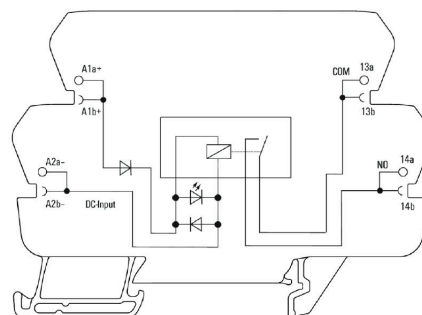 A1a+
A1b+
A2a-
A2b-
DC-Input
COM
13a
13b
NO
14a
14b